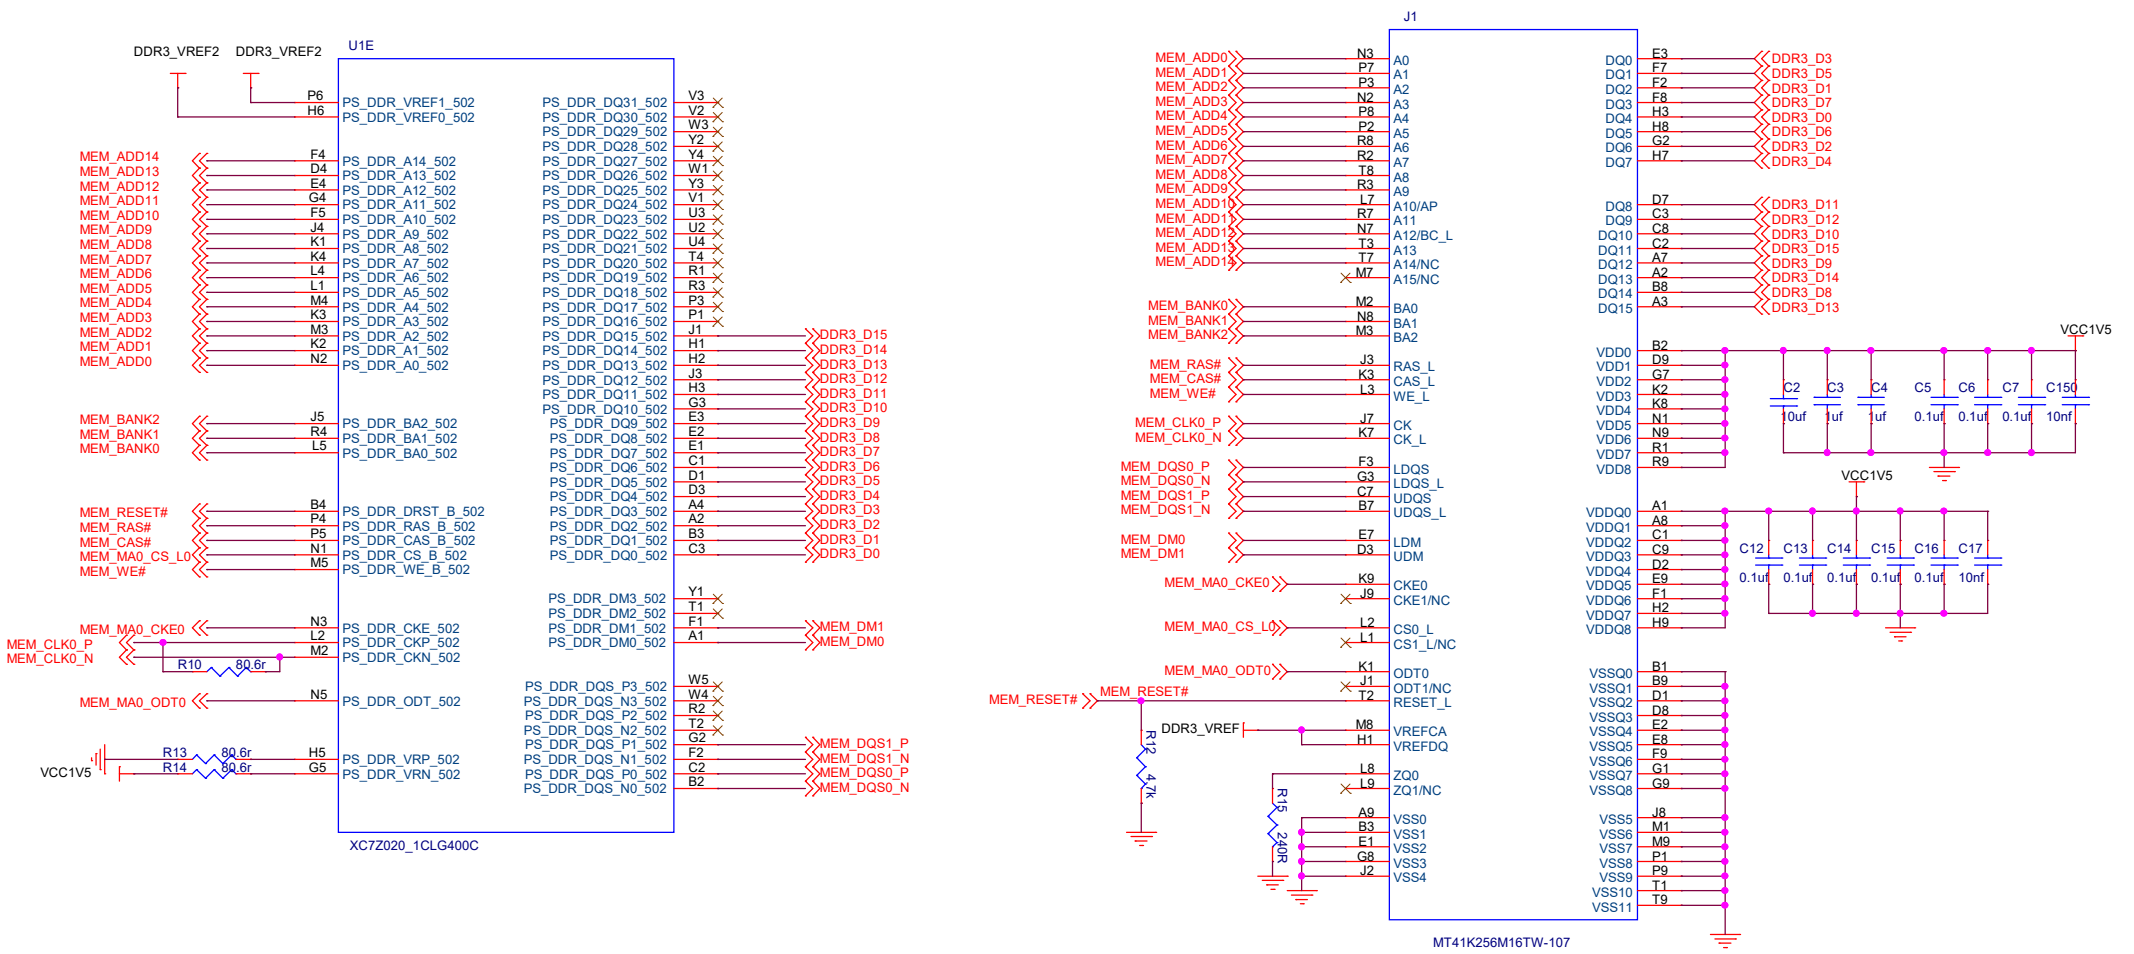 DDR3_VREF2 DDR3_VREF2
U1E
P6 PS_DDR_VREF1_502
H6 PS_DDR_VREF0_502
MEM_ADD14 F4 PS_DDR_A14_502
MEM_ADD13 D4 PS_DDR_A13_502
MEM_ADD12 E4 PS_DDR_A12_502
MEM_ADD11 G4 PS_DDR_A11_502
MEM_ADD10 F5 PS_DDR_A10_502
MEM_ADD9 J4 PS_DDR_A9_502
MEM_ADD8 K1 PS_DDR_A8_502
MEM_ADD7 K4 PS_DDR_A7_502
MEM_ADD6 L4 PS_DDR_A6_502
MEM_ADD5 L1 PS_DDR_A5_502
MEM_ADD4 M4 PS_DDR_A4_502
MEM_ADD3 K3 PS_DDR_A3_502
MEM_ADD2 M3 PS_DDR_A2_502
MEM_ADD1 K2 PS_DDR_A1_502
MEM_ADD0 N2 PS_DDR_A0_502
MEM_BANK2 J5 PS_DDR_BA2_502
MEM_BANK1 R4 PS_DDR_BA1_502
MEM_BANK0 L5 PS_DDR_BA0_502
MEM_RESET# B4 PS_DDR_DRST_B_502
MEM_RAS# P4 PS_DDR_RAS_B_502
MEM_CAS# P5 PS_DDR_CAS_B_502
MEM_MA0_CS_L0 N1 PS_DDR_CS_B_502
MEM_WE# M5 PS_DDR_WE_B_502
MEM_MA0_CKE0 N3 PS_DDR_CKE_502
MEM_CLK0_P L2 PS_DDR_CKP_502
MEM_CLK0_N M2 PS_DDR_CKN_502
R10 80.6r
MEM_MA0_ODT0 N5 PS_DDR_ODT_502
R13 80.6r H5 PS_DDR_VRP_502
VCC1V5 R14 80.6r G5 PS_DDR_VRN_502
PS_DDR_DQ31_502 V3
PS_DDR_DQ30_502 V2
PS_DDR_DQ29_502 W3
PS_DDR_DQ28_502 Y2
PS_DDR_DQ27_502 Y4
PS_DDR_DQ26_502 W1
PS_DDR_DQ25_502 Y3
PS_DDR_DQ24_502 V1
PS_DDR_DQ23_502 U3
PS_DDR_DQ22_502 U2
PS_DDR_DQ21_502 U4
PS_DDR_DQ20_502 T4
PS_DDR_DQ19_502 R1
PS_DDR_DQ18_502 R3
PS_DDR_DQ17_502 P3
PS_DDR_DQ16_502 P1
PS_DDR_DQ15_502 J1 DDR3_D15
PS_DDR_DQ14_502 H1 DDR3_D14
PS_DDR_DQ13_502 H2 DDR3_D13
PS_DDR_DQ12_502 J3 DDR3_D12
PS_DDR_DQ11_502 H3 DDR3_D11
PS_DDR_DQ10_502 G3 DDR3_D10
PS_DDR_DQ9_502 E3 DDR3_D9
PS_DDR_DQ8_502 E2 DDR3_D8
PS_DDR_DQ7_502 E1 DDR3_D7
PS_DDR_DQ6_502 C1 DDR3_D6
PS_DDR_DQ5_502 D1 DDR3_D5
PS_DDR_DQ4_502 D3 DDR3_D4
PS_DDR_DQ3_502 A4 DDR3_D3
PS_DDR_DQ2_502 A2 DDR3_D2
PS_DDR_DQ1_502 B3 DDR3_D1
PS_DDR_DQ0_502 C3 DDR3_D0
PS_DDR_DM3_502 Y1
PS_DDR_DM2_502 T1
PS_DDR_DM1_502 F1 MEM_DM1
PS_DDR_DM0_502 A1 MEM_DM0
PS_DDR_DQS_P3_502 W5
PS_DDR_DQS_N3_502 W4
PS_DDR_DQS_P2_502 R2
PS_DDR_DQS_N2_502 T2
PS_DDR_DQS_P1_502 G2 MEM_DQS1_P
PS_DDR_DQS_N1_502 F2 MEM_DQS1_N
PS_DDR_DQS_P0_502 C2 MEM_DQS0_P
PS_DDR_DQS_N0_502 B2 MEM_DQS0_N
XC7Z020_1CLG400C
J1
MEM_ADD0 N3 A0
MEM_ADD1 P7 A1
MEM_ADD2 P3 A2
MEM_ADD3 N2 A3
MEM_ADD4 P8 A4
MEM_ADD5 P2 A5
MEM_ADD6 R8 A6
MEM_ADD7 R2 A7
MEM_ADD8 T8 A8
MEM_ADD9 R3 A9
MEM_ADD10 L7 A10/AP
MEM_ADD11 R7 A11
MEM_ADD12 N7 A12/BC_L
MEM_ADD13 T3 A13
MEM_ADD14 T7 A14/NC
M7 A15/NC
MEM_BANK0 M2 BA0
MEM_BANK1 N8 BA1
MEM_BANK2 M3 BA2
MEM_RAS# J3 RAS_L
MEM_CAS# K3 CAS_L
MEM_WE# L3 WE_L
MEM_CLK0_P J7 CK
MEM_CLK0_N K7 CK_L
MEM_DQS0_P F3 LDQS
MEM_DQS0_N G3 LDQS_L
MEM_DQS1_P C7 UDQS
MEM_DQS1_N B7 UDQS_L
MEM_DM0 E7 LDM
MEM_DM1 D3 UDM
MEM_MA0_CKE0 K9 CKE0
J9 CKE1/NC
MEM_MA0_CS_L0 L2 CS0_L
L1 CS1_L/NC
MEM_MA0_ODT0 K1 ODT0
J1 ODT1/NC
MEM_RESET# MEM_RESET# T2 RESET_L
R12 4.7k
DDR3_VREF M8 VREFCA
H1 VREFDQ
L8 ZQ0
L9 ZQ1/NC
R15 240R
A9 VSS0
B3 VSS1
E1 VSS2
G8 VSS3
J2 VSS4
DQ0 E3 DDR3_D3
DQ1 F7 DDR3_D5
DQ2 F2 DDR3_D1
DQ3 F8 DDR3_D7
DQ4 H3 DDR3_D0
DQ5 H8 DDR3_D6
DQ6 G2 DDR3_D2
DQ7 H7 DDR3_D4
DQ8 D7 DDR3_D11
DQ9 C3 DDR3_D12
DQ10 C8 DDR3_D10
DQ11 C2 DDR3_D15
DQ12 A7 DDR3_D9
DQ13 A2 DDR3_D14
DQ14 B8 DDR3_D8
DQ15 A3 DDR3_D13
VCC1V5
VDD0 B2
VDD1 D9
VDD2 G7
VDD3 K2
VDD4 K8
VDD5 N1
VDD6 N9
VDD7 R1
VDD8 R9
C2 C3 C4 C5 C6 C7 C150
10uf 1uf 1uf 0.1uf 0.1uf 0.1uf 10nf
VCC1V5
VDDQ0 A1
VDDQ1 A8
VDDQ2 C1
VDDQ3 C9
VDDQ4 D2
VDDQ5 E9
VDDQ6 F1
VDDQ7 H2
VDDQ8 H9
C12 C13 C14 C15 C16 C17
0.1uf 0.1uf 0.1uf 0.1uf 0.1uf 10nf
VSSQ0 B1
VSSQ1 B9
VSSQ2 D1
VSSQ3 D8
VSSQ4 E2
VSSQ5 E8
VSSQ6 F9
VSSQ7 G1
VSSQ8 G9
VSS5 J8
VSS6 M1
VSS7 M9
VSS8 P1
VSS9 P9
VSS10 T1
VSS11 T9
MT41K256M16TW-107